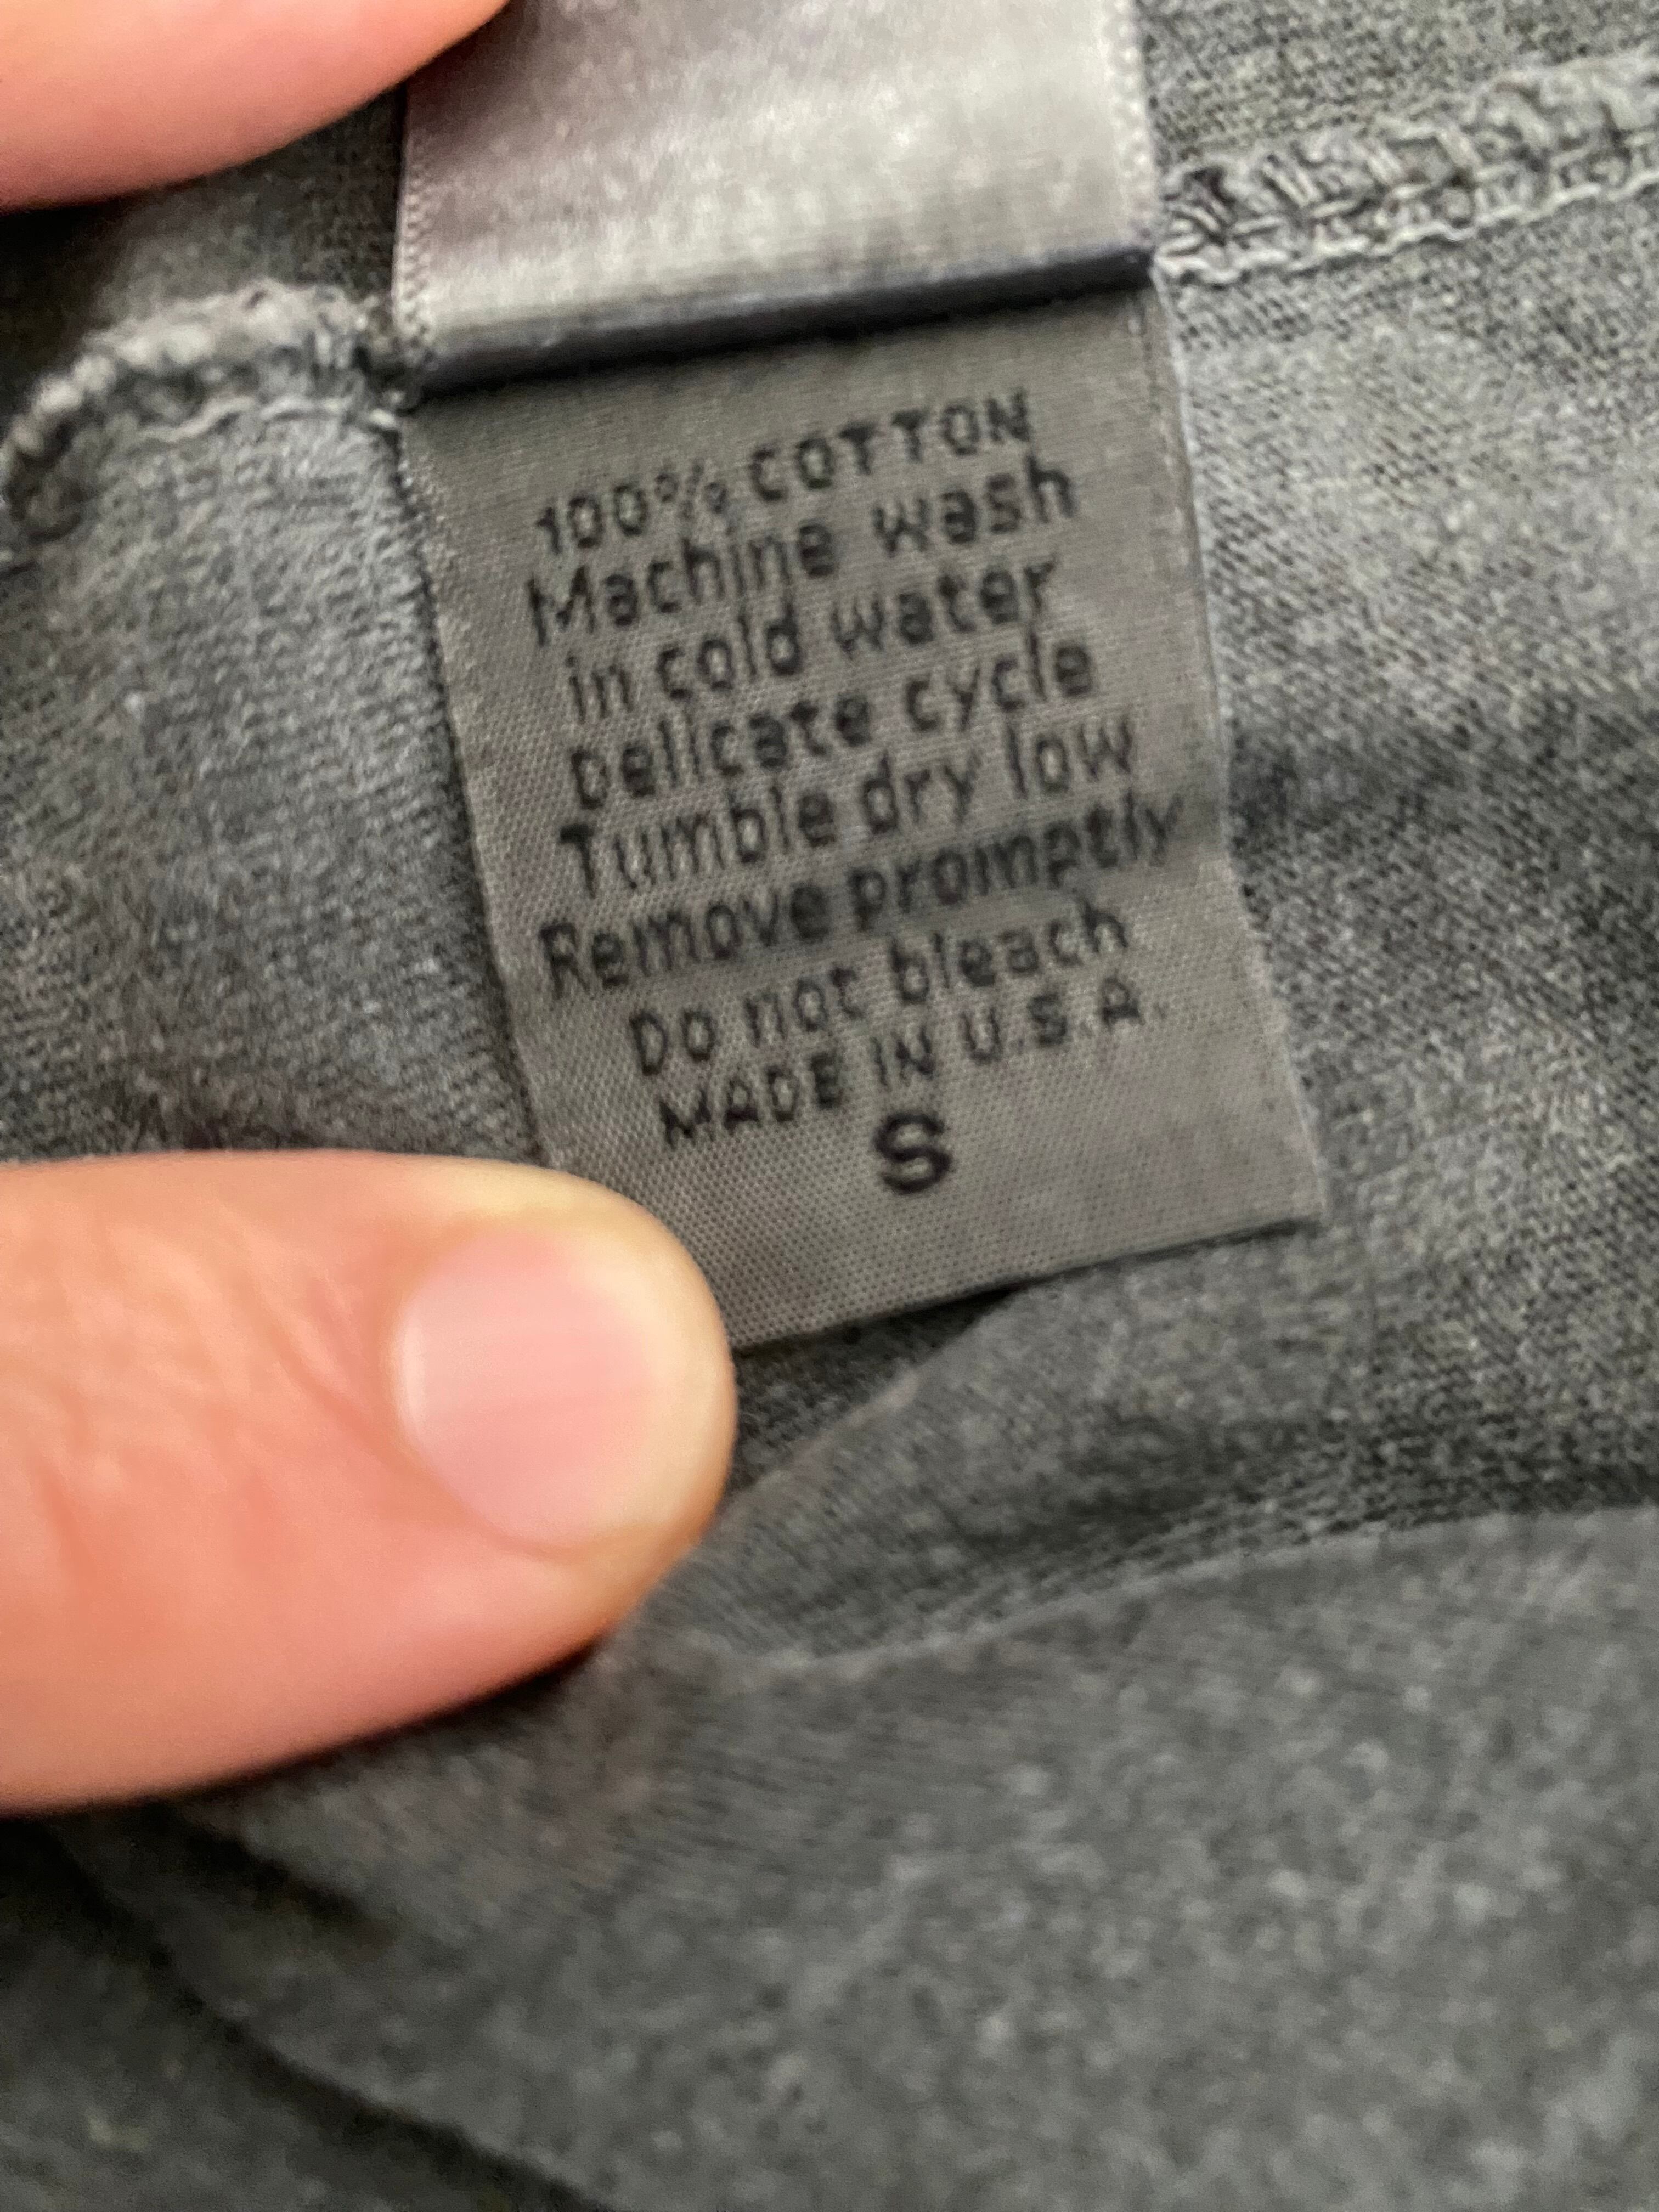 100% COTTON
Machine wash
in cold water
Delicate cycle
Tumble dry low
Remove promptly
Do not bleach
MADE IN U.S.A.
S